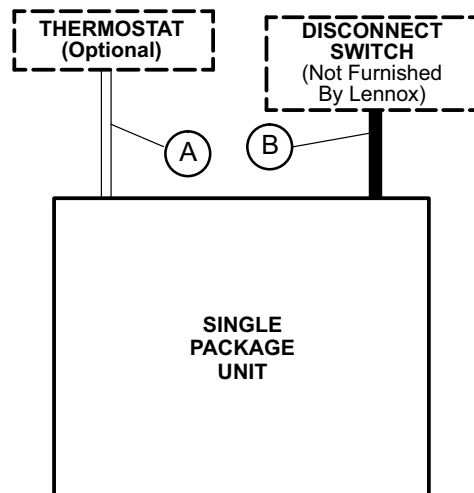 THERMOSTAT
(Optional)
DISCONNECT
SWITCH
(Not Furnished
By Lennox)
A
B
SINGLE
PACKAGE
UNIT